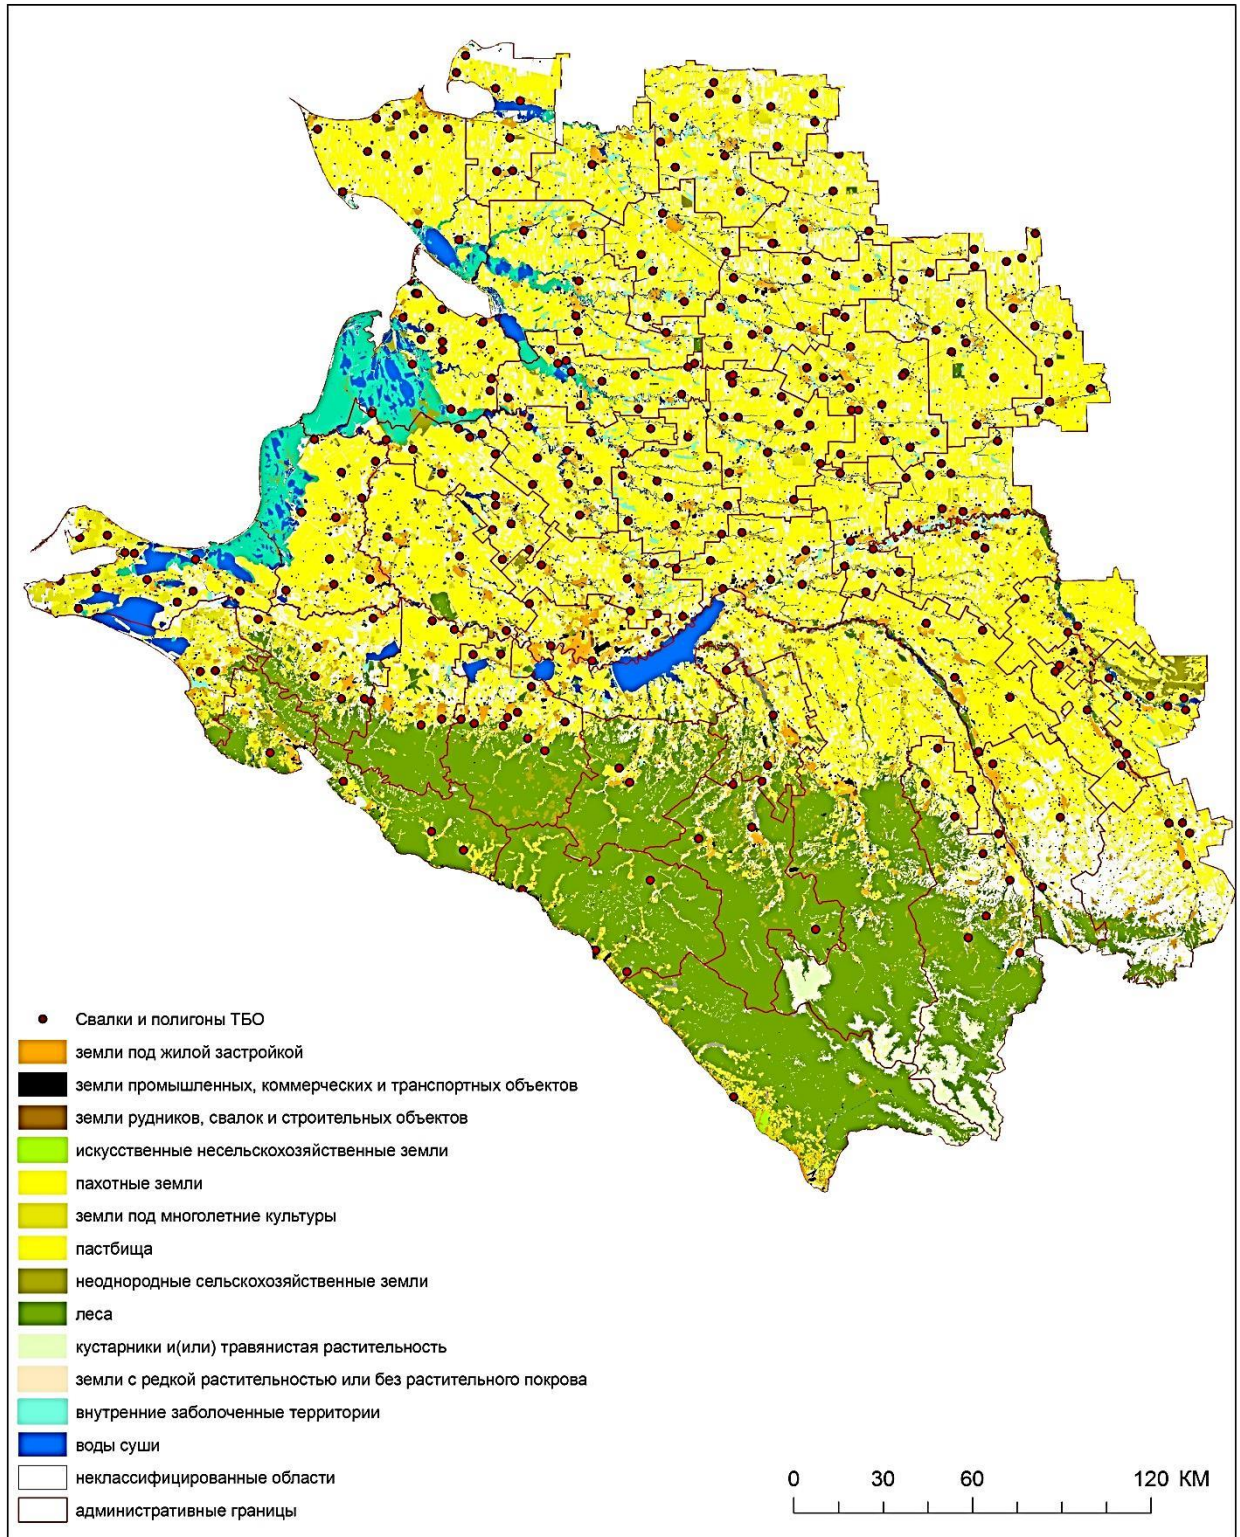 Свалки и полигоны ТБО
земли под жилой застройкой
земли промышленных, коммерческих и транспортных объектов
земли рудников, свалок и строительных объектов
искусственные несельскохозяйственные земли
пахотные земли
земли под многолетние культуры
пастбища
неоднородные сельскохозяйственные земли
леса
кустарники и(или) травянистая растительность
земли с редкой растительностью или без растительного покрова
внутренние заболоченные территории
воды суши
неклассифицированные области
административные границы
0 30 60 120 КМ